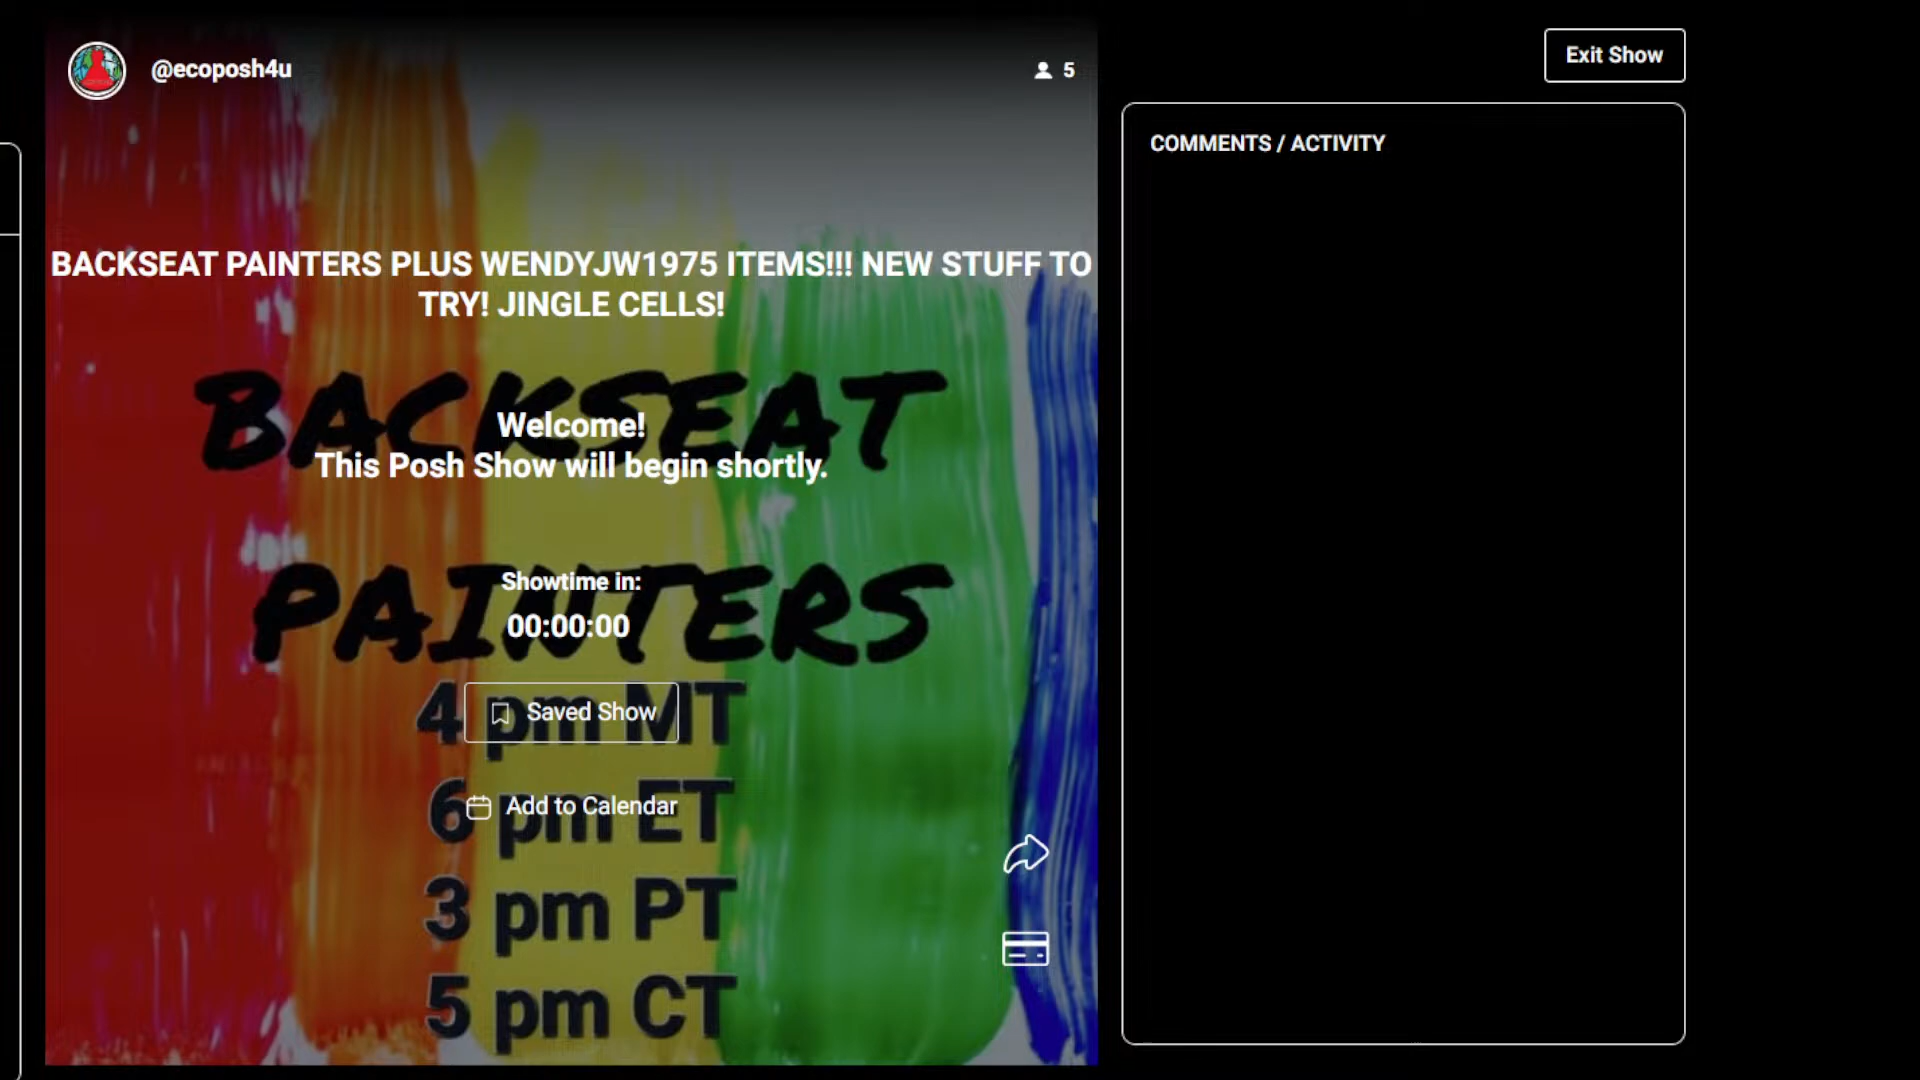 @ecoposh4u
5
Exit Show
COMMENTS / ACTIVITY
BACKSEAT PAINTERS PLUS WENDYJW1975 ITEMS!!! NEW STUFF TO
TRY! JINGLE CELLS!
BACKSEAT
Welcome!
This Posh Show will begin shortly.
Showtime in:
PAINTERS
00:00:00
4 pm MT
Saved Show
6 pm ET
Add to Calendar
3 pm PT
5 pm CT